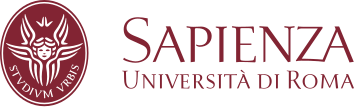 STVDIVM VRBIS
SAPIENZA
UNIVERSITÀ DI ROMA